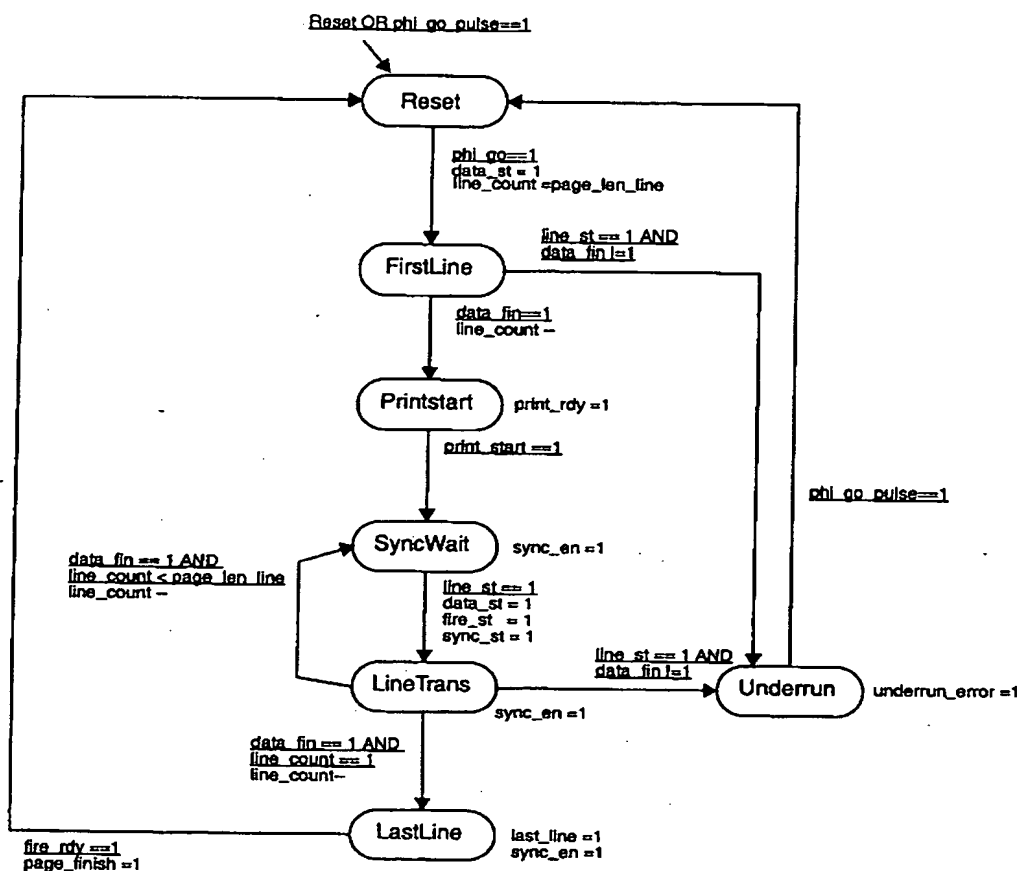 Reset OR phi_go_pulse==1
Reset
phi_go==1
data_st = 1
line_count =page_len_line
line_st == 1 AND
data_fin !=1
FirstLine
data_fin==1
line_count --
Printstart
print_rdy =1
print_start ==1
phi_go_pulse==1
SyncWait
sync_en =1
data_fin == 1 AND
line_count < page_len_line
line_count --
line_st == 1
data_st = 1
fire_st = 1
sync_st = 1
line_st == 1 AND
data_fin !=1
LineTrans
sync_en =1
Underrun
underrun_error =1
data_fin == 1 AND
line_count == 1
line_count--
LastLine
last_line =1
sync_en =1
fire_rdy ==1
page_finish =1